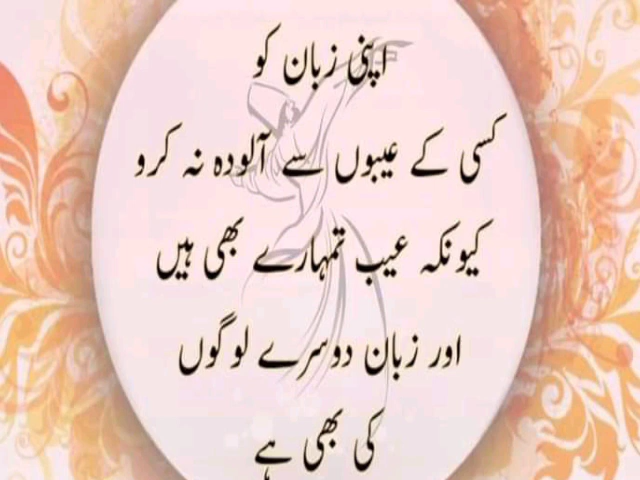 اپنی زبان کو
کسی کے عیبوں سے آلودہ نہ کرو
کیونکہ عیب تمہارے بھی ہیں
اور زبان دوسرے لوگوں
کی بھی ہے